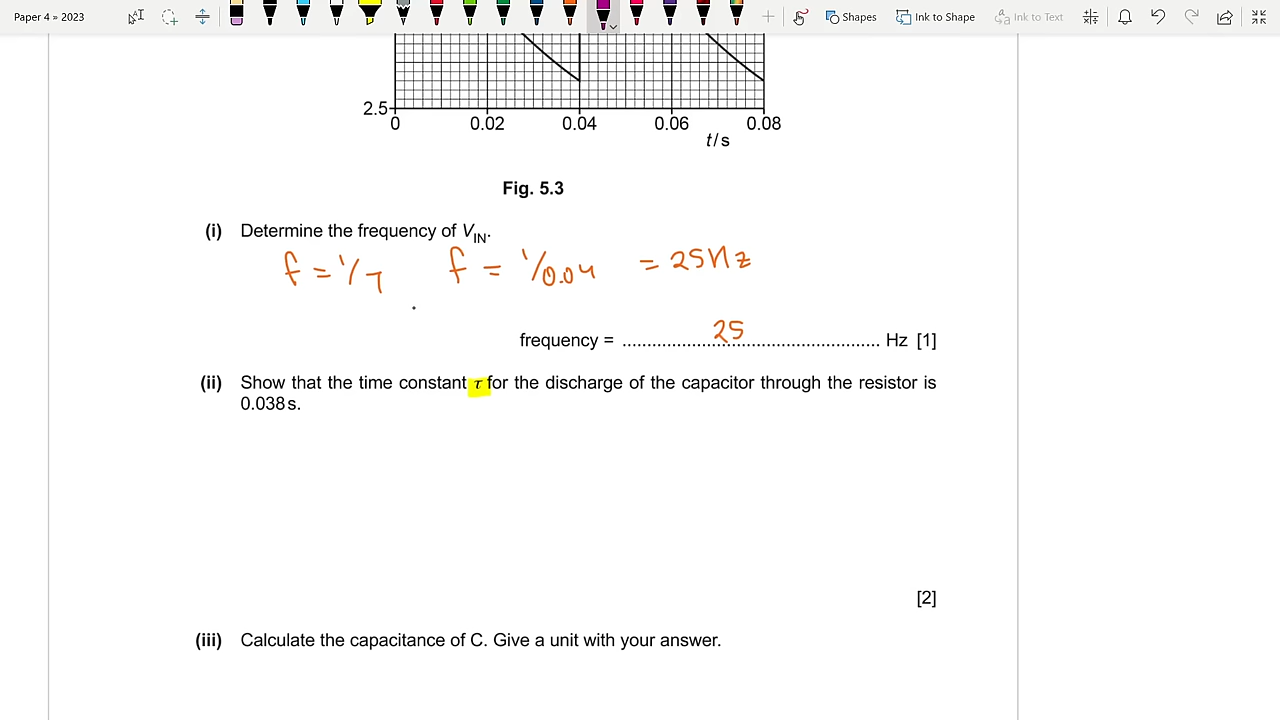 Paper 4 » 2023
Shapes
Ink to Shape
Ink to Text
2.5
0 0.02 0.04 0.06 0.08
t/s
Fig. 5.3
(i) Determine the frequency of VIN.
f = 1/T f = 1/0.04 = 25Hz
frequency = .................................................... Hz [1]
25
(ii) Show that the time constant τ for the discharge of the capacitor through the resistor is
0.038 s.
[2]
(iii) Calculate the capacitance of C. Give a unit with your answer.